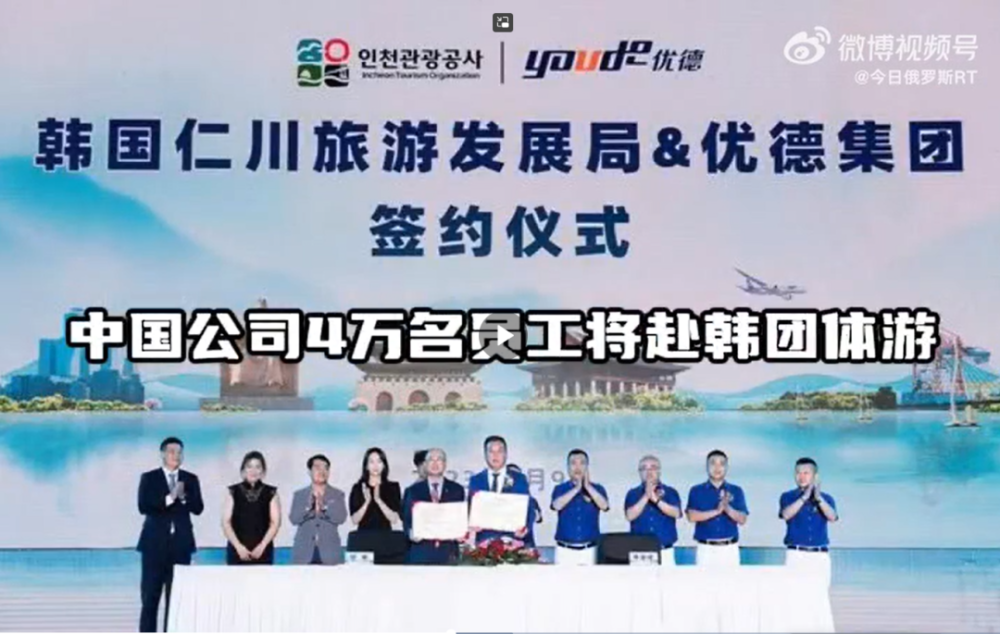 인천관광공사
Incheon Tourism Organization
youde优德
微博视频号
@今日俄罗斯RT
韩国仁川旅游发展局&优德集团
签约仪式
中国公司4万名员工将赴韩团体游